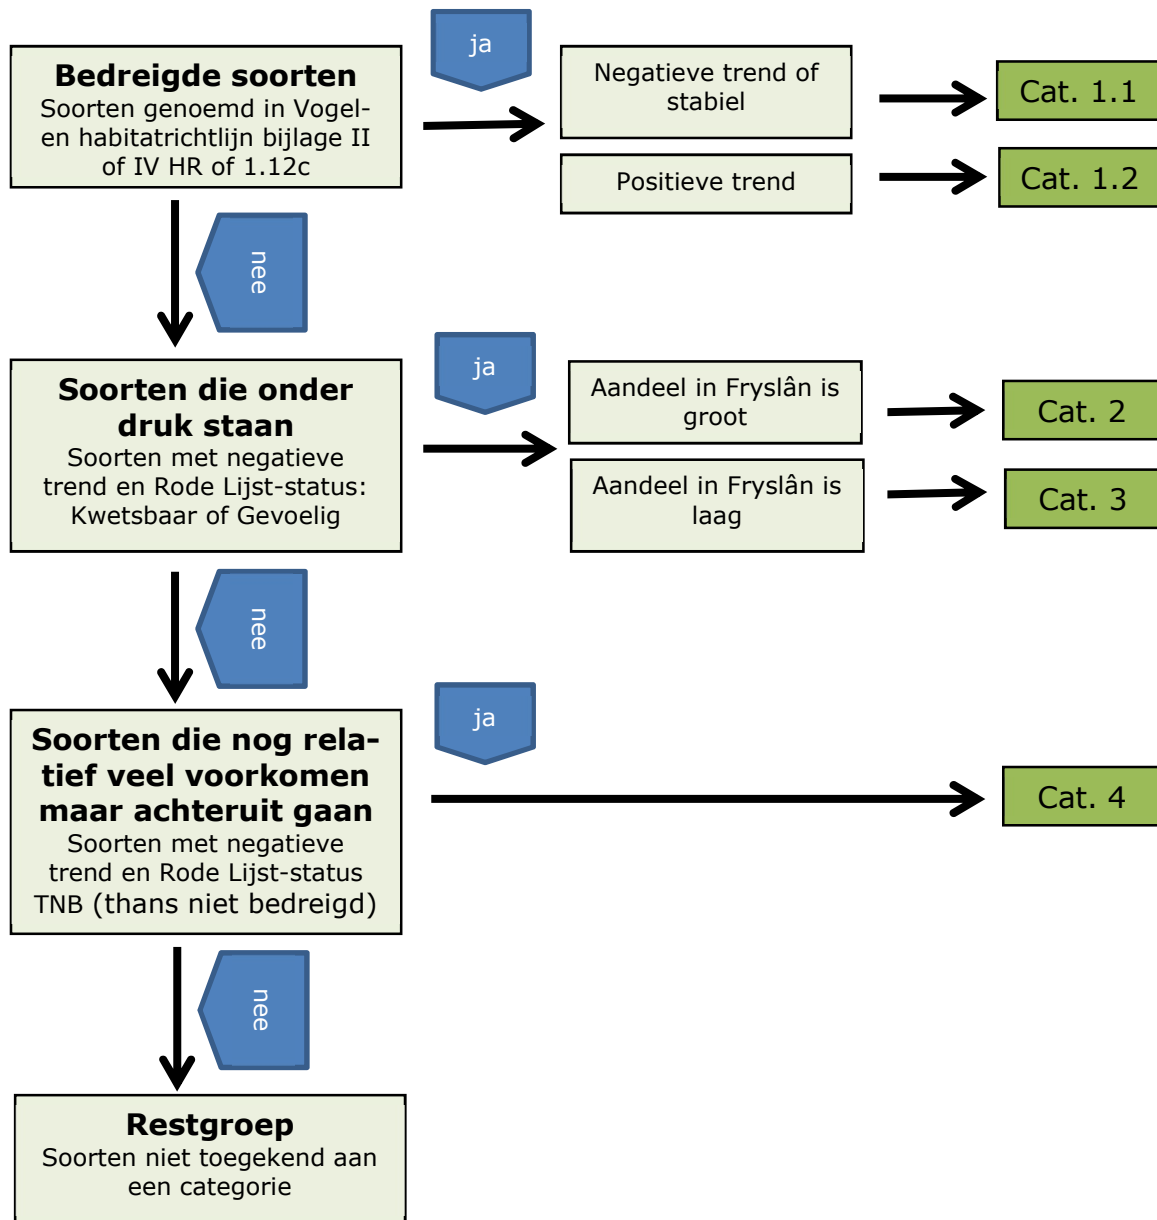 Bedreigde soorten
Soorten genoemd in Vogel-
en habitatrichtlijn bijlage II
of IV HR of 1.12c
ja
Negatieve trend of
stabiel
Cat. 1.1
Positieve trend
Cat. 1.2
nee
Soorten die onder
druk staan
Soorten met negatieve
trend en Rode Lijst-status:
Kwetsbaar of Gevoelig
ja
Aandeel in Fryslân is
groot
Cat. 2
Aandeel in Fryslân is
laag
Cat. 3
nee
Soorten die nog rela-
tief veel voorkomen
maar achteruit gaan
Soorten met negatieve
trend en Rode Lijst-status
TNB (thans niet bedreigd)
ja
Cat. 4
nee
Restgroep
Soorten niet toegekend aan
een categorie